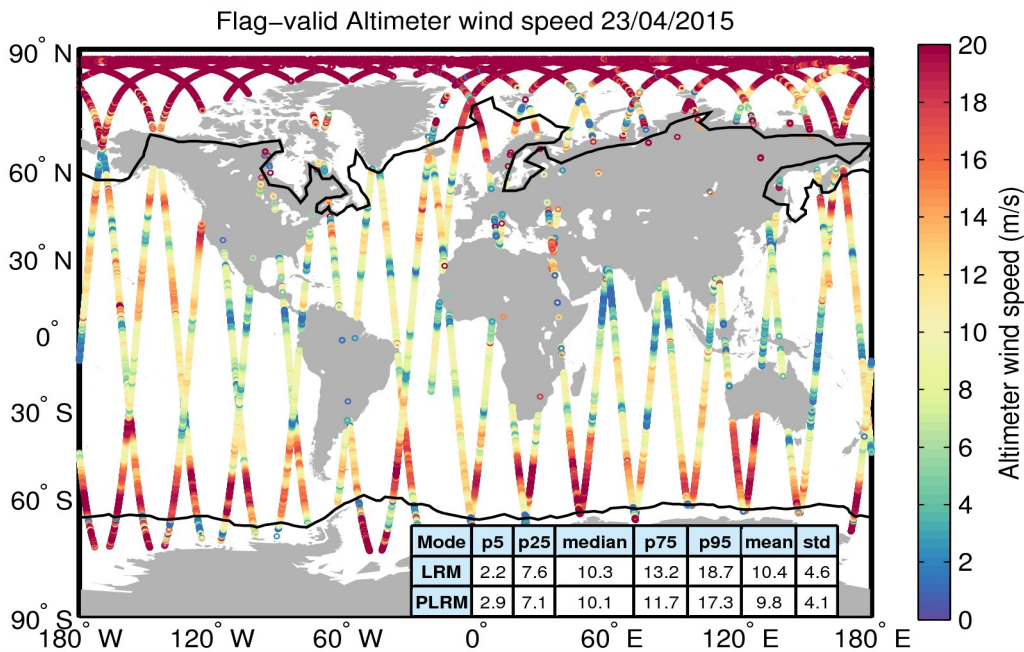 Flag−valid Altimeter wind speed 23/04/2015
90° N
60° N
30° N
0°
30° S
60° S
90° S
180° W
120° W
60° W
0°
60° E
120° E
180° E
Mode p5 p25 median p75 p95 mean std
LRM 2.2 7.6 10.3 13.2 18.7 10.4 4.6
PLRM 2.9 7.1 10.1 11.7 17.3 9.8 4.1
20
18
16
14
12
10
8
6
4
2
0
Altimeter wind speed (m/s)